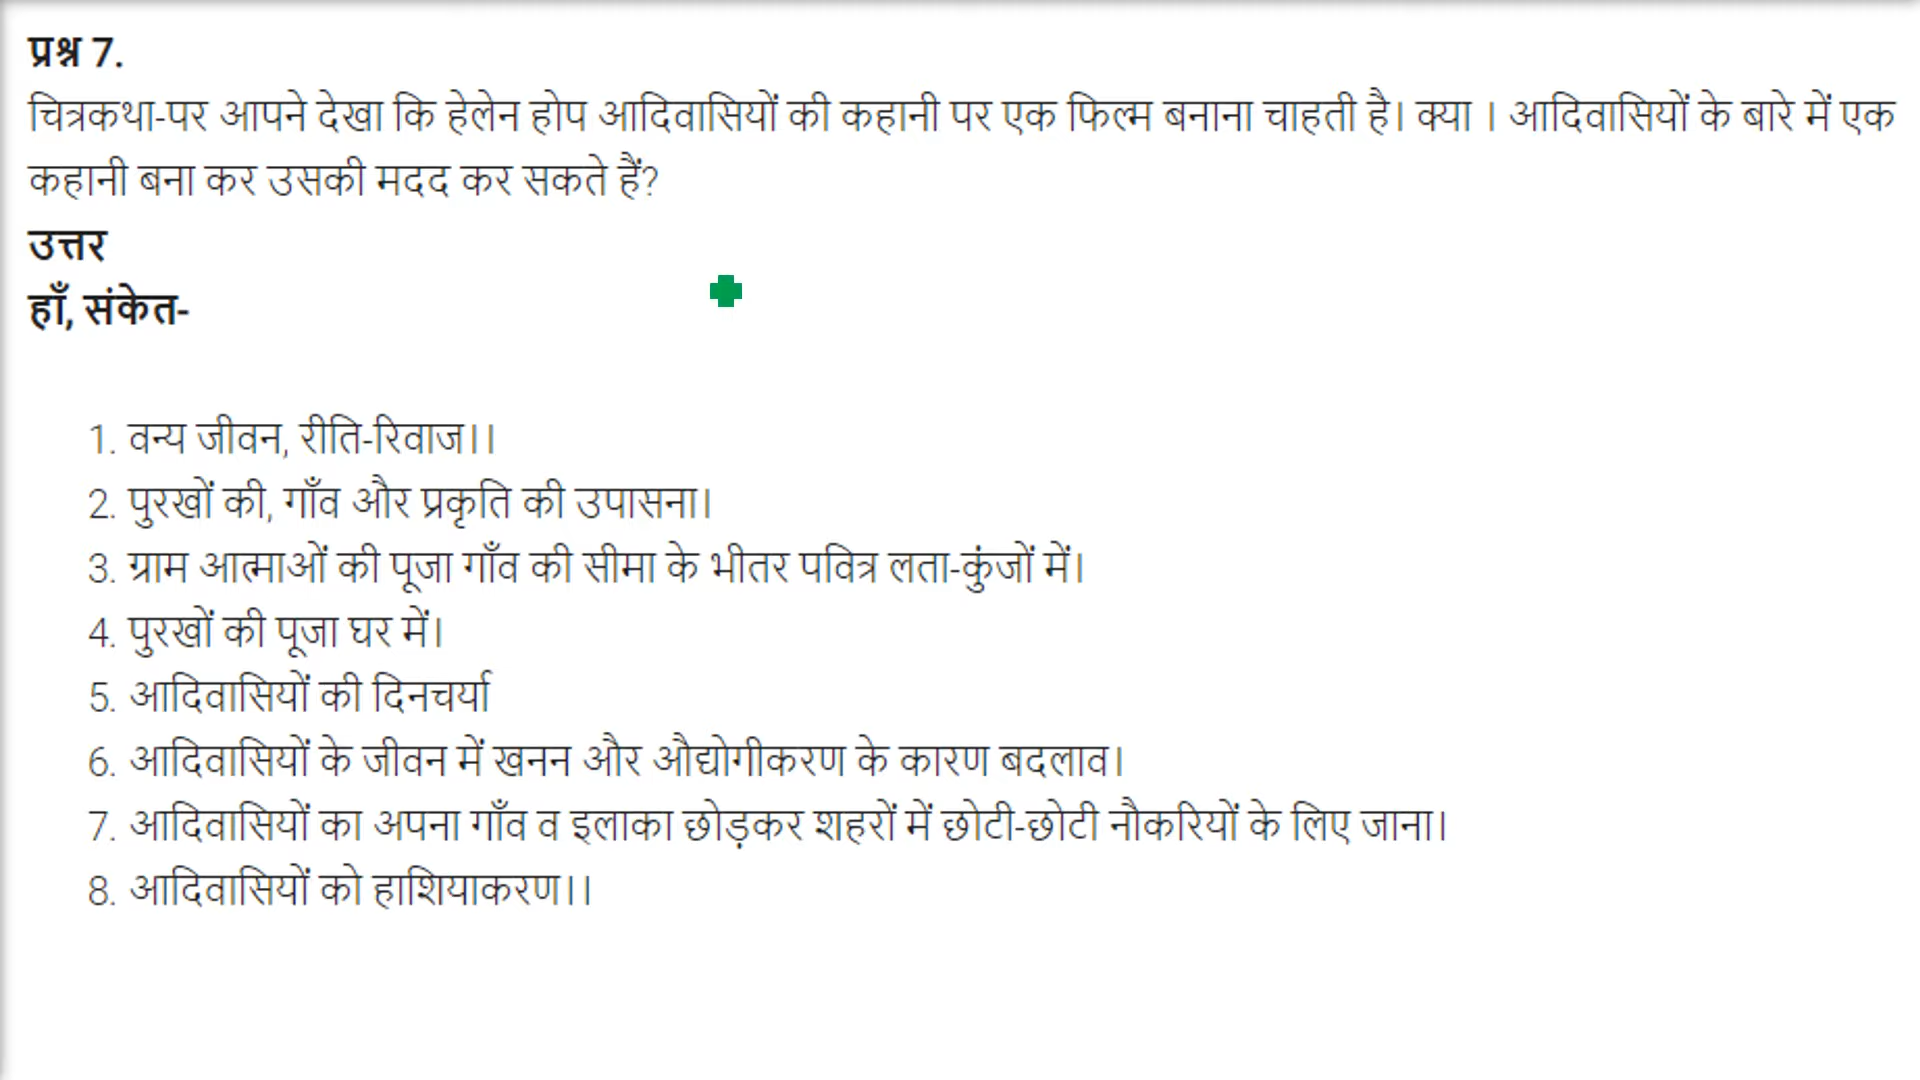 प्रश्न 7.
चित्रकथा-पर आपने देखा कि हेलेन होप आदिवासियों की कहानी पर एक फिल्म बनाना चाहती है। क्या । आदिवासियों के बारे में एक
कहानी बना कर उसकी मदद कर सकते हैं?
उत्तर
हाँ, संकेत-
1. वन्य जीवन, रीति-रिवाज।।
2. पुरखों की, गाँव और प्रकृति की उपासना।
3. ग्राम आत्माओं की पूजा गाँव की सीमा के भीतर पवित्र लता-कुंजों में।
4. पुरखों की पूजा घर में।
5. आदिवासियों की दिनचर्या
6. आदिवासियों के जीवन में खनन और औद्योगीकरण के कारण बदलाव।
7. आदिवासियों का अपना गाँव व इलाका छोड़कर शहरों में छोटी-छोटी नौकरियों के लिए जाना।
8. आदिवासियों को हाशियाकरण।।